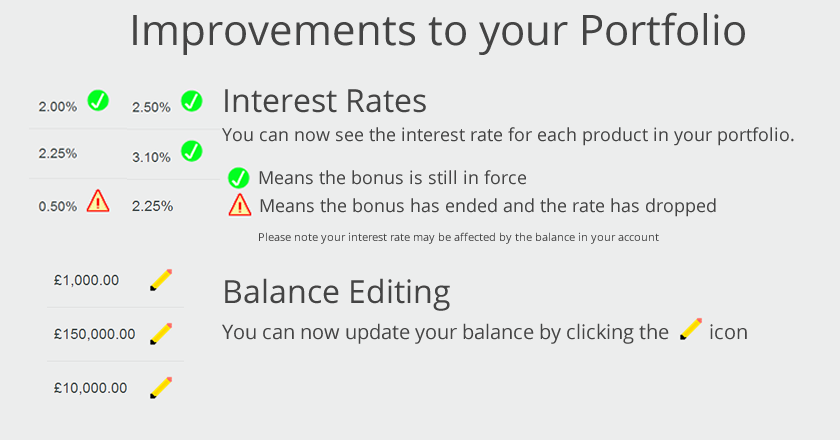 Improvements to your Portfolio
2.00% 2.50%
2.25% 3.10%
0.50% 2.25%
Interest Rates
You can now see the interest rate for each product in your portfolio.
Means the bonus is still in force
Means the bonus has ended and the rate has dropped
Please note your interest rate may be affected by the balance in your account
£1,000.00
£150,000.00
£10,000.00
Balance Editing
You can now update your balance by clicking the icon